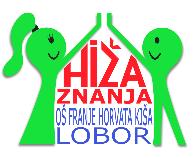 HIŽA
ZNANJA
OŠ FRANJE HORVATA KIŠA
LOBOR